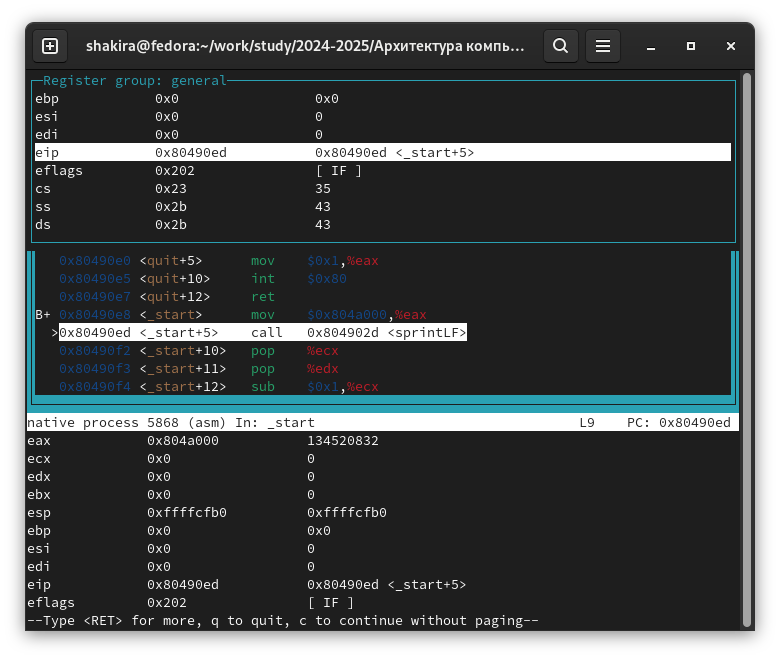 shakira@fedora:~/work/study/2024-2025/Архитектура компь...
Register group: general
ebp 0x0 0x0
esi 0x0 0
edi 0x0 0
eip 0x80490ed 0x80490ed <_start+5>
eflags 0x202 [ IF ]
cs 0x23 35
ss 0x2b 43
ds 0x2b 43
0x80490e0 <quit+5> mov $0x1,%eax
0x80490e5 <quit+10> int $0x80
0x80490e7 <quit+12> ret
B+ 0x80490e8 <_start> mov $0x804a000,%eax
>0x80490ed <_start+5> call 0x804902d <sprintLF>
0x80490f2 <_start+10> pop %ecx
0x80490f3 <_start+11> pop %edx
0x80490f4 <_start+12> sub $0x1,%ecx
native process 5868 (asm) In: _start L9 PC: 0x80490ed
eax 0x804a000 134520832
ecx 0x0 0
edx 0x0 0
ebx 0x0 0
esp 0xffffcfb0 0xffffcfb0
ebp 0x0 0x0
esi 0x0 0
edi 0x0 0
eip 0x80490ed 0x80490ed <_start+5>
eflags 0x202 [ IF ]
--Type <RET> for more, q to quit, c to continue without paging--